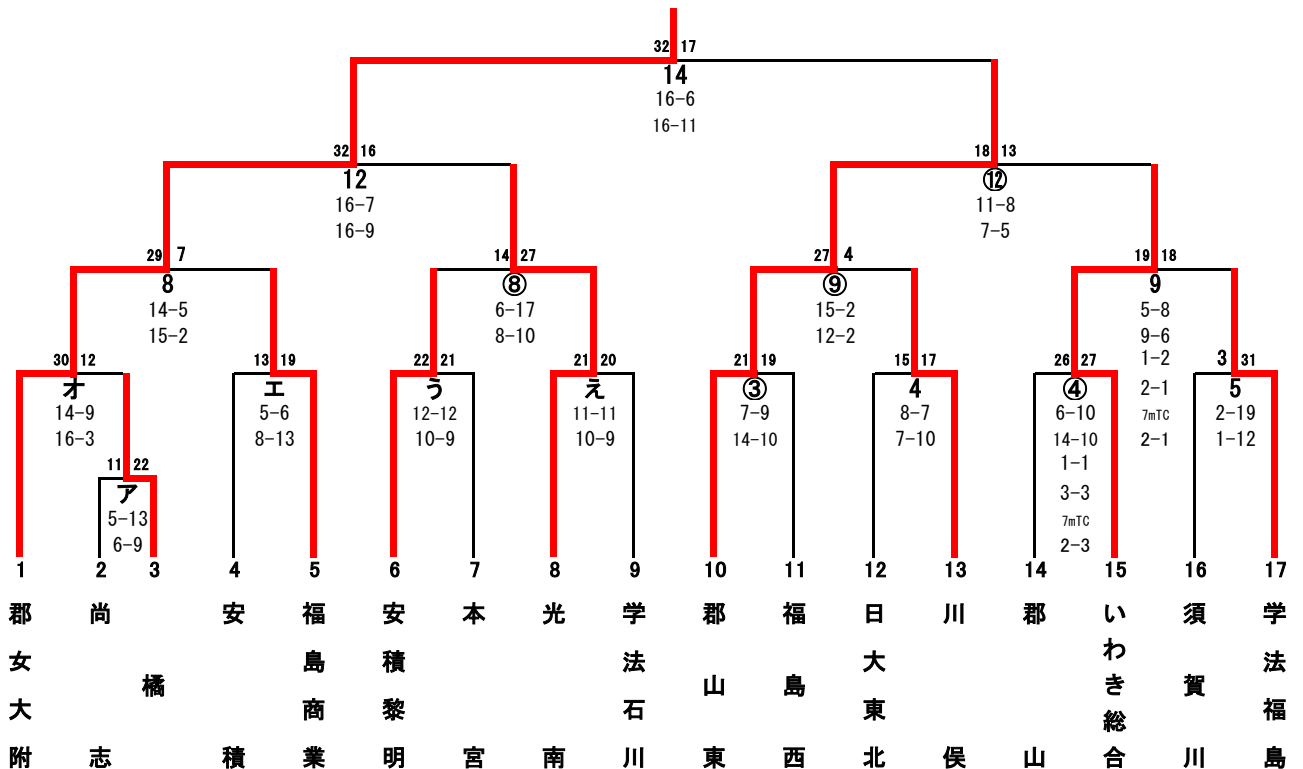 32 17
14
16-6
16-11
32 16
12
16-7
16-9
18 13
⑫
11-8
7-5
29 7
8
14-5
15-2
14 27
⑧
6-17
8-10
27 4
⑨
15-2
12-2
19 18
9
5-8
9-6
1-2
2-1
7mTC
2-1
30 12
オ
14-9
16-3
13 19
エ
5-6
8-13
22 21
う
12-12
10-9
21 20
え
11-11
10-9
21 19
③
7-9
14-10
15 17
4
8-7
7-10
26 27
④
6-10
14-10
1-1
3-3
7mTC
2-3
3 31
5
2-19
1-12
11 22
ア
5-13
6-9
1 2 3 4 5 6 7 8 9 10 11 12 13 14 15 16 17
郡女大附
尚志
橘
安積
福島商業
安積黎明
本宮
光南
学法石川
郡山東
福島西
日大東北
川俣
郡山
いわき総合
須賀川
学法福島